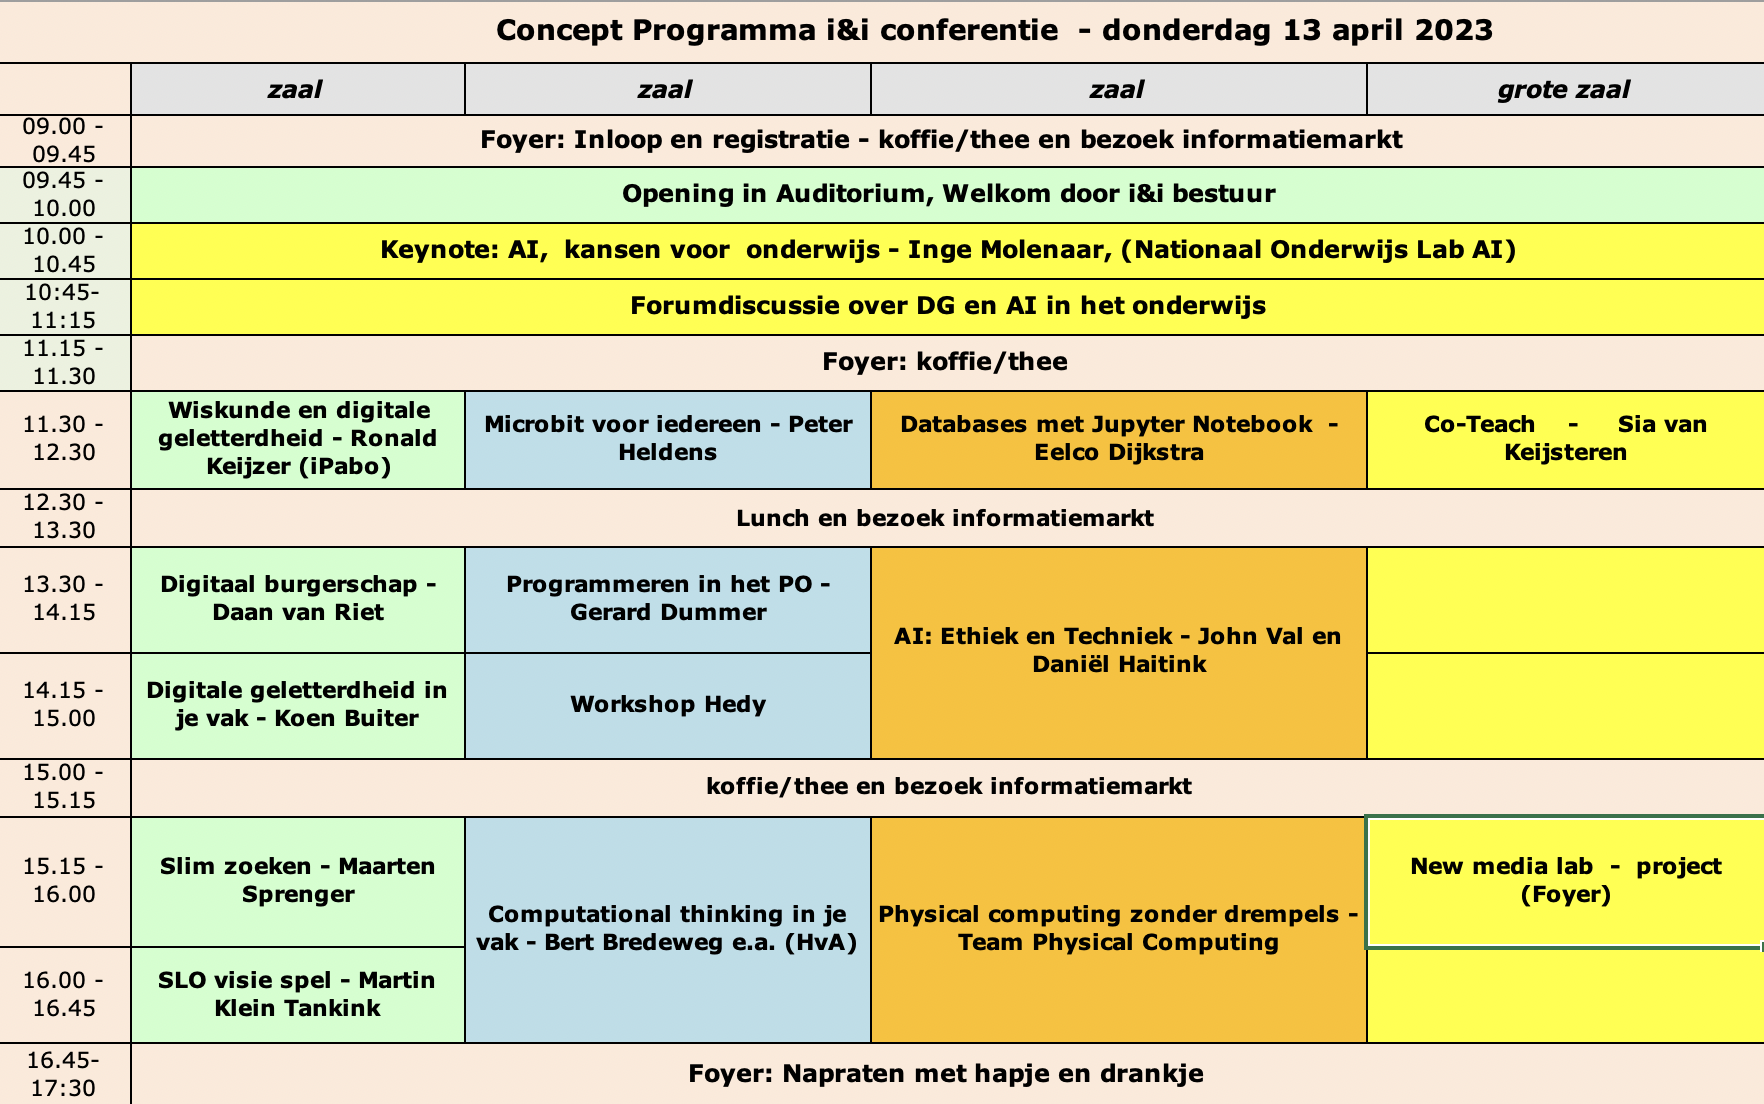 Concept Programma i&i conferentie  - donderdag 13 april 2023
zaal
zaal
zaal
grote zaal
09.00 -
09.45
Foyer: Inloop en registratie - koffie/thee en bezoek informatiemarkt
09.45 -
10.00
Opening in Auditorium, Welkom door i&i bestuur
10.00 -
10.45
Keynote: AI,  kansen voor  onderwijs - Inge Molenaar, (Nationaal Onderwijs Lab AI)
10:45-
11:15
Forumdiscussie over DG en AI in het onderwijs
11.15 -
11.30
Foyer: koffie/thee
11.30 -
12.30
Wiskunde en digitale
geletterdheid - Ronald
Keijzer (iPabo)
Microbit voor iedereen - Peter
Heldens
Databases met Jupyter Notebook  -
Eelco Dijkstra
Co-Teach    -     Sia van
Keijsteren
12.30 -
13.30
Lunch en bezoek informatiemarkt
13.30 -
14.15
Digitaal burgerschap -
Daan van Riet
Programmeren in het PO -
Gerard Dummer
AI: Ethiek en Techniek - John Val en
Daniël Haitink
14.15 -
15.00
Digitale geletterdheid in
je vak - Koen Buiter
Workshop Hedy
15.00 -
15.15
koffie/thee en bezoek informatiemarkt
15.15 -
16.00
Slim zoeken - Maarten
Sprenger
Computational thinking in je
vak - Bert Bredeweg e.a. (HvA)
Physical computing zonder drempels -
Team Physical Computing
New media lab  -  project
(Foyer)
16.00 -
16.45
SLO visie spel - Martin
Klein Tankink
16.45-
17:30
Foyer: Napraten met hapje en drankje